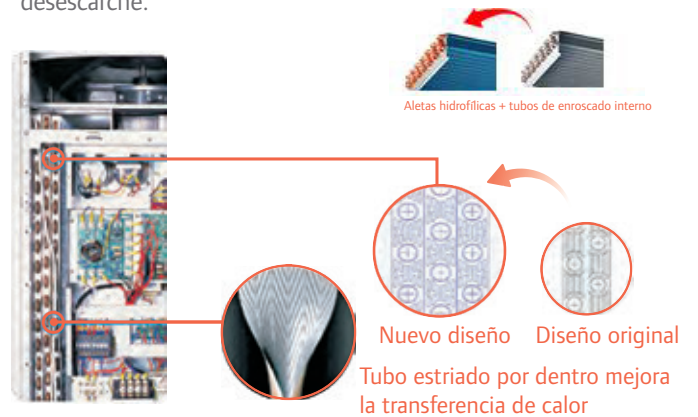 desescarche.
Aletas hidrofílicas + tubos de enroscado interno
Nuevo diseño
Diseño original
Tubo estriado por dentro mejora
la transferencia de calor